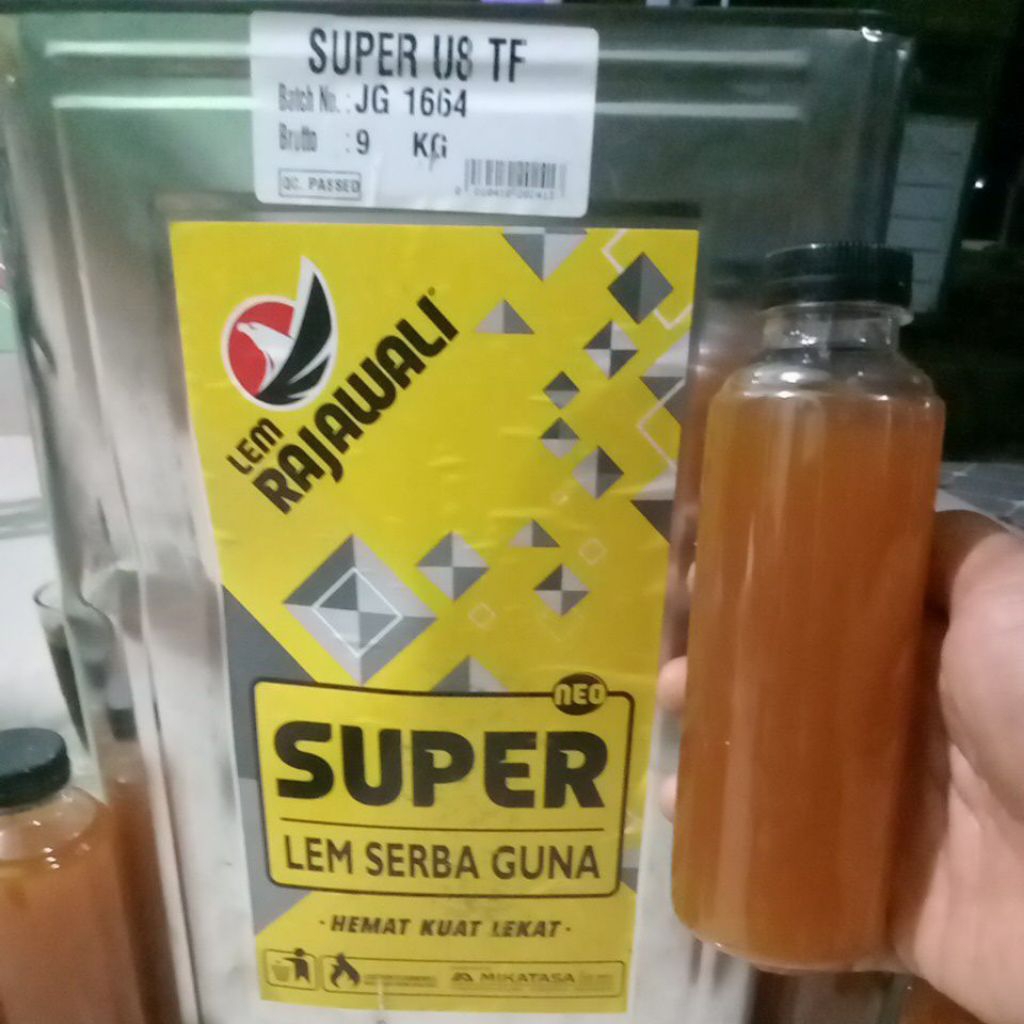 SUPER U8 TF
Batch No. : JG 1664
Brutto : 9 KG
QC. PASSED
LEM
RAJAWALI
NEO
SUPER
LEM SERBA GUNA
· HEMAT KUAT LEKAT ·
MIKATASA